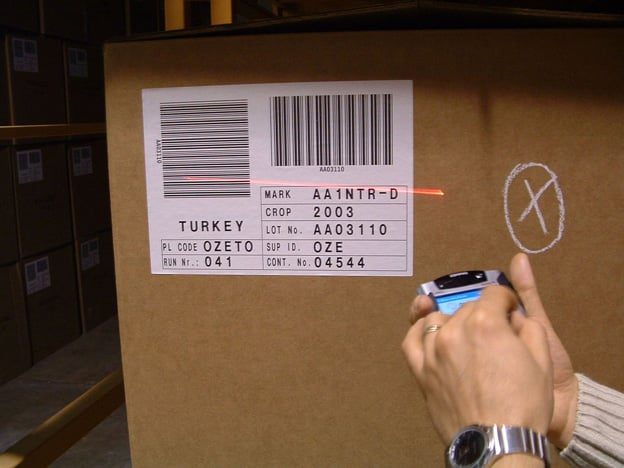 AA03110
AA03110
TURKEY
PL CODE OZETO
RUN Nr.: 041
MARK AA1NTR-D
CROP 2003
LOT No. AA03110
SUP ID. OZE
CONT. No. 04544
X